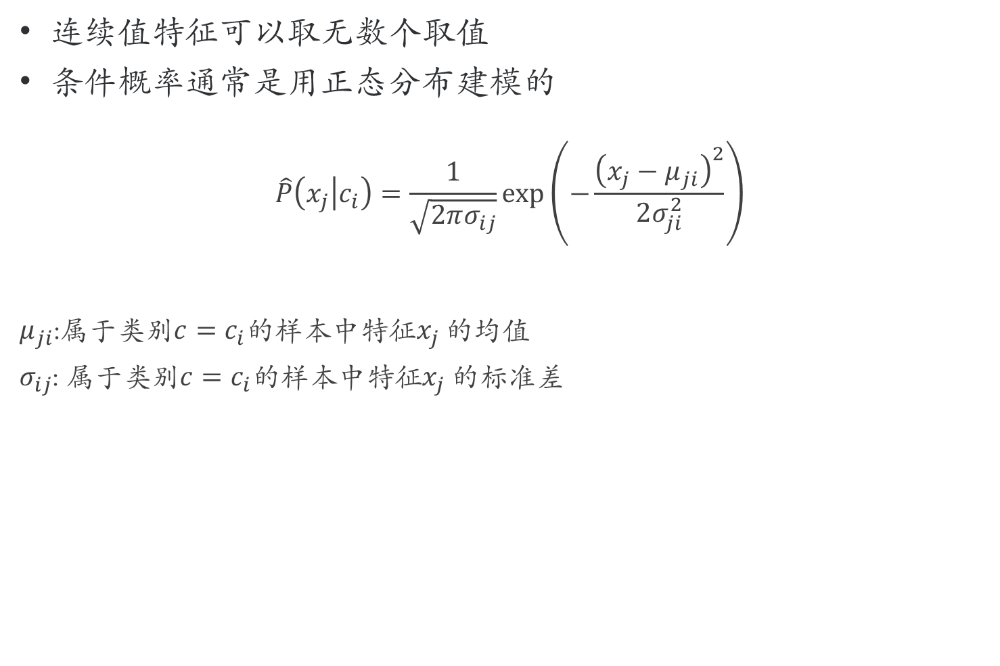 • 连续值特征可以取无数个取值
• 条件概率通常是用正态分布建模的
$\hat{P}(x_j|c_i) = \frac{1}{\sqrt{2\pi\sigma_{ij}}} \exp\left(-\frac{(x_j - \mu_{ji})^2}{2\sigma_{ji}^2}\right)$
$\mu_{ji}$:属于类别$c = c_i$的样本中特征$x_j$ 的均值
$\sigma_{ij}$: 属于类别$c = c_i$的样本中特征$x_j$ 的标准差